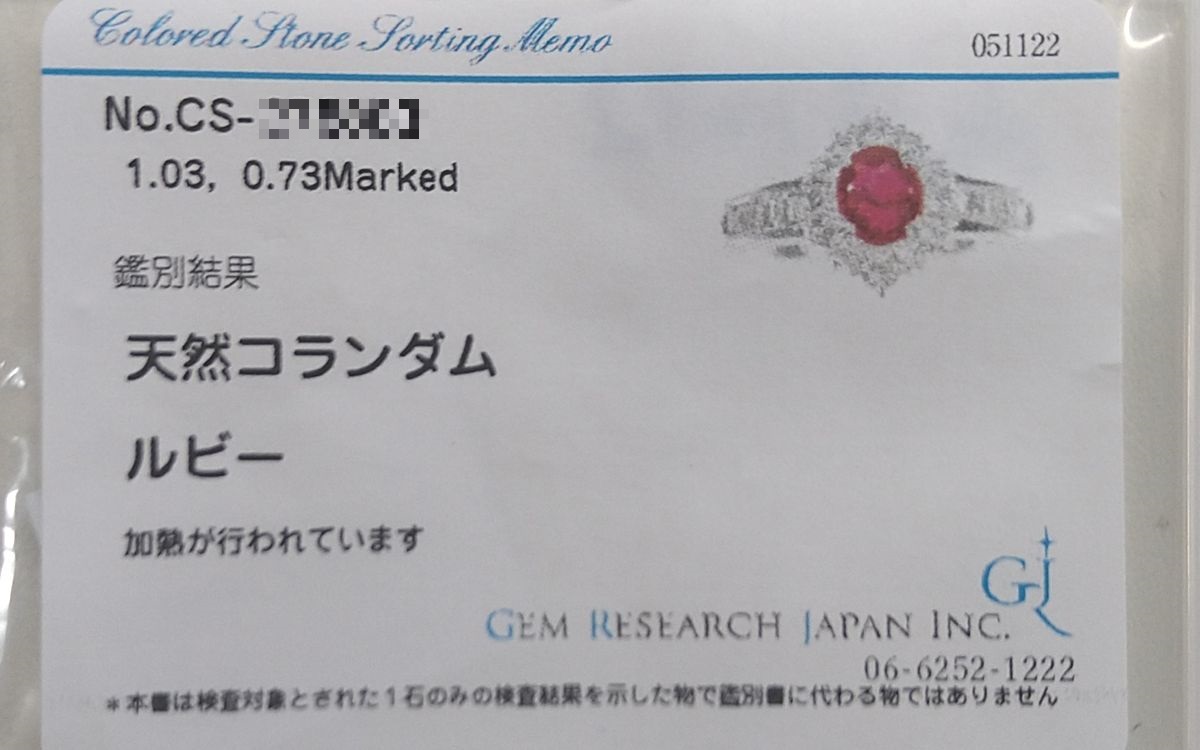 Colored Stone Sorting Memo
051122
No.CS-
1.03, 0.73Marked
鑑別結果
天然コランダム
ルビー
加熱が行われています
GJ
GEM RESEARCH JAPAN INC.
06-6252-1222
*本書は検査対象とされた1石のみの検査結果を示した物で鑑別書に代わる物ではありません